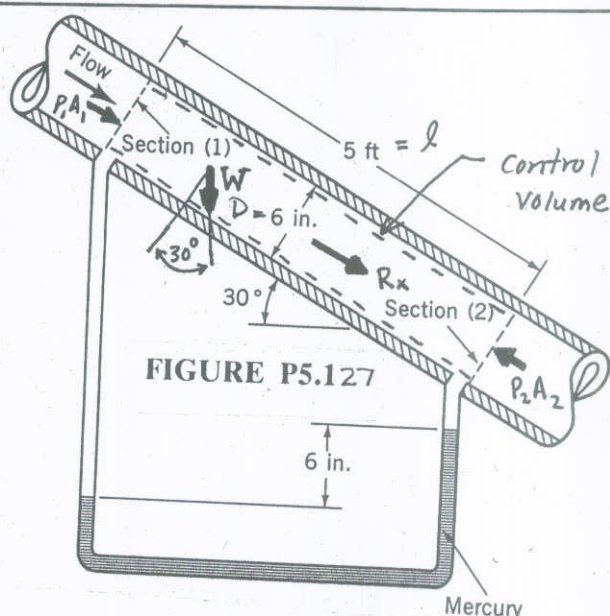 Flow
P₁A₁
Section (1)
5 ft = l
Control
Volume
W
D = 6 in.
30°
Rx
30°
Section (2)
P₂A₂
FIGURE P5.127
6 in.
Mercury